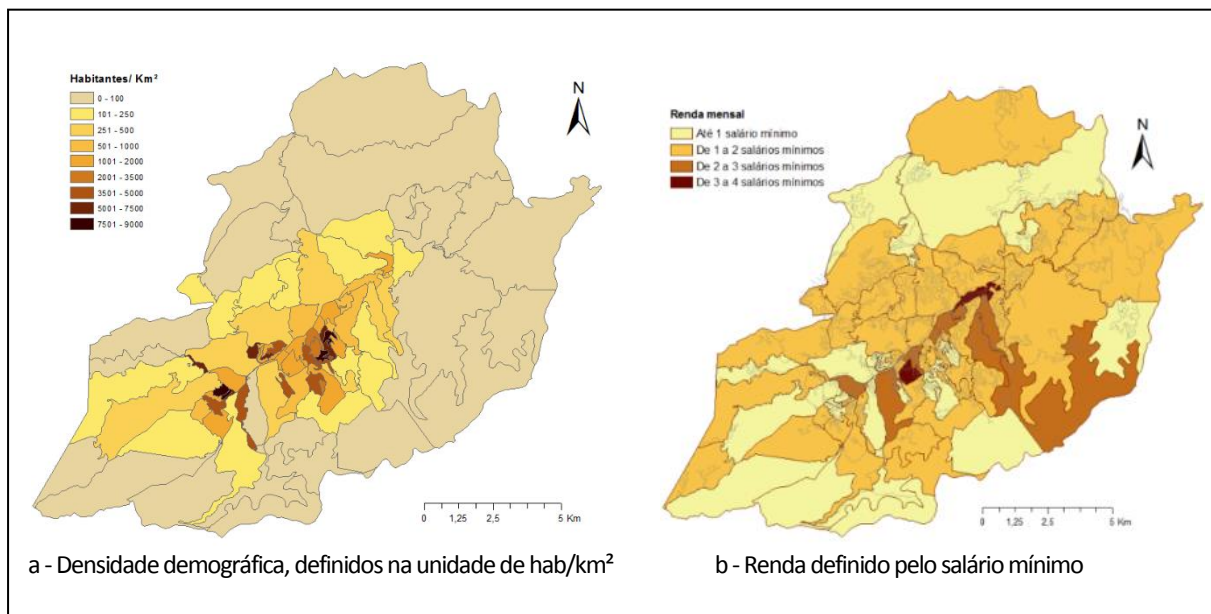 Habitantes/ Km²
0 - 100
101 - 250
251 - 500
501 - 1000
1001 - 2000
2001 - 3500
3501 - 5000
5001 - 7500
7501 - 9000
N
0 1,25 2,5 5 Km
a - Densidade demográfica, definidos na unidade de hab/km²
Renda mensal
Até 1 salário mínimo
De 1 a 2 salários mínimos
De 2 a 3 salários mínimos
De 3 a 4 salários mínimos
N
0 1,25 2.5 5 Km
b - Renda definido pelo salário mínimo